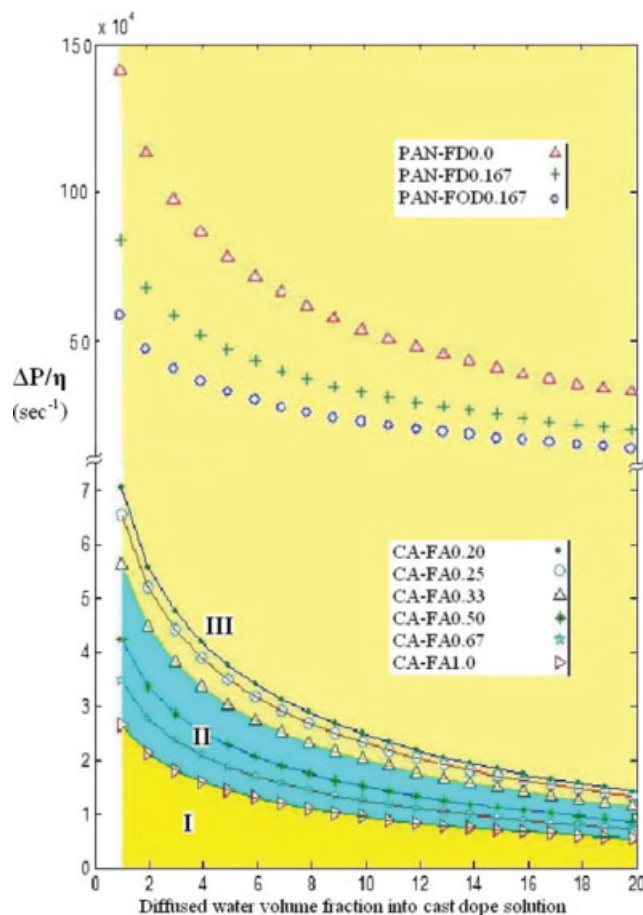 x 10⁴
150
PAN-FD0.0
PAN-FD0.167
PAN-FOD0.167
100
50
ΔP/η
(sec⁻¹)
7
CA-FA0.20
CA-FA0.25
CA-FA0.33
CA-FA0.50
CA-FA0.67
CA-FA1.0
6
5
III
4
3
II
2
1
I
0
0 2 4 6 8 10 12 14 16 18 20
Diffused water volume fraction into cast dope solution